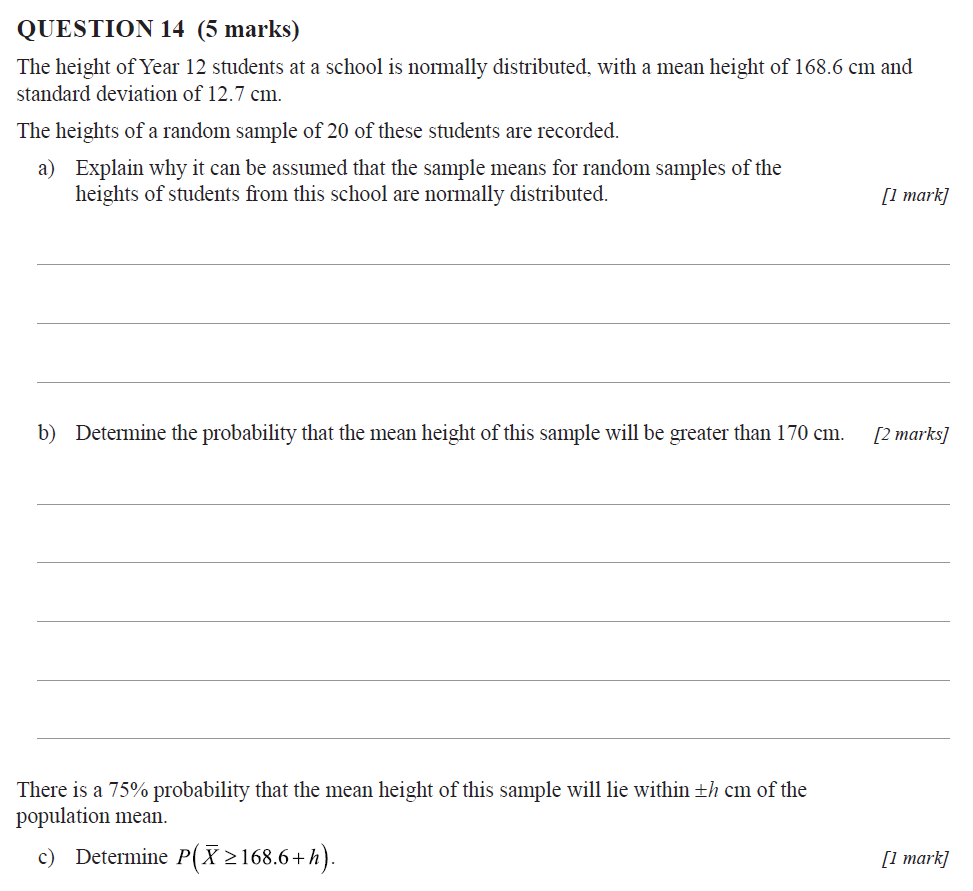 QUESTION 14 (5 marks)
The height of Year 12 students at a school is normally distributed, with a mean height of 168.6 cm and
standard deviation of 12.7 cm.
The heights of a random sample of 20 of these students are recorded.
a) Explain why it can be assumed that the sample means for random samples of the
heights of students from this school are normally distributed. [1 mark]
b) Determine the probability that the mean height of this sample will be greater than 170 cm. [2 marks]
There is a 75% probability that the mean height of this sample will lie within ±h cm of the
population mean.
c) Determine P(X̄ ≥ 168.6 + h). [1 mark]